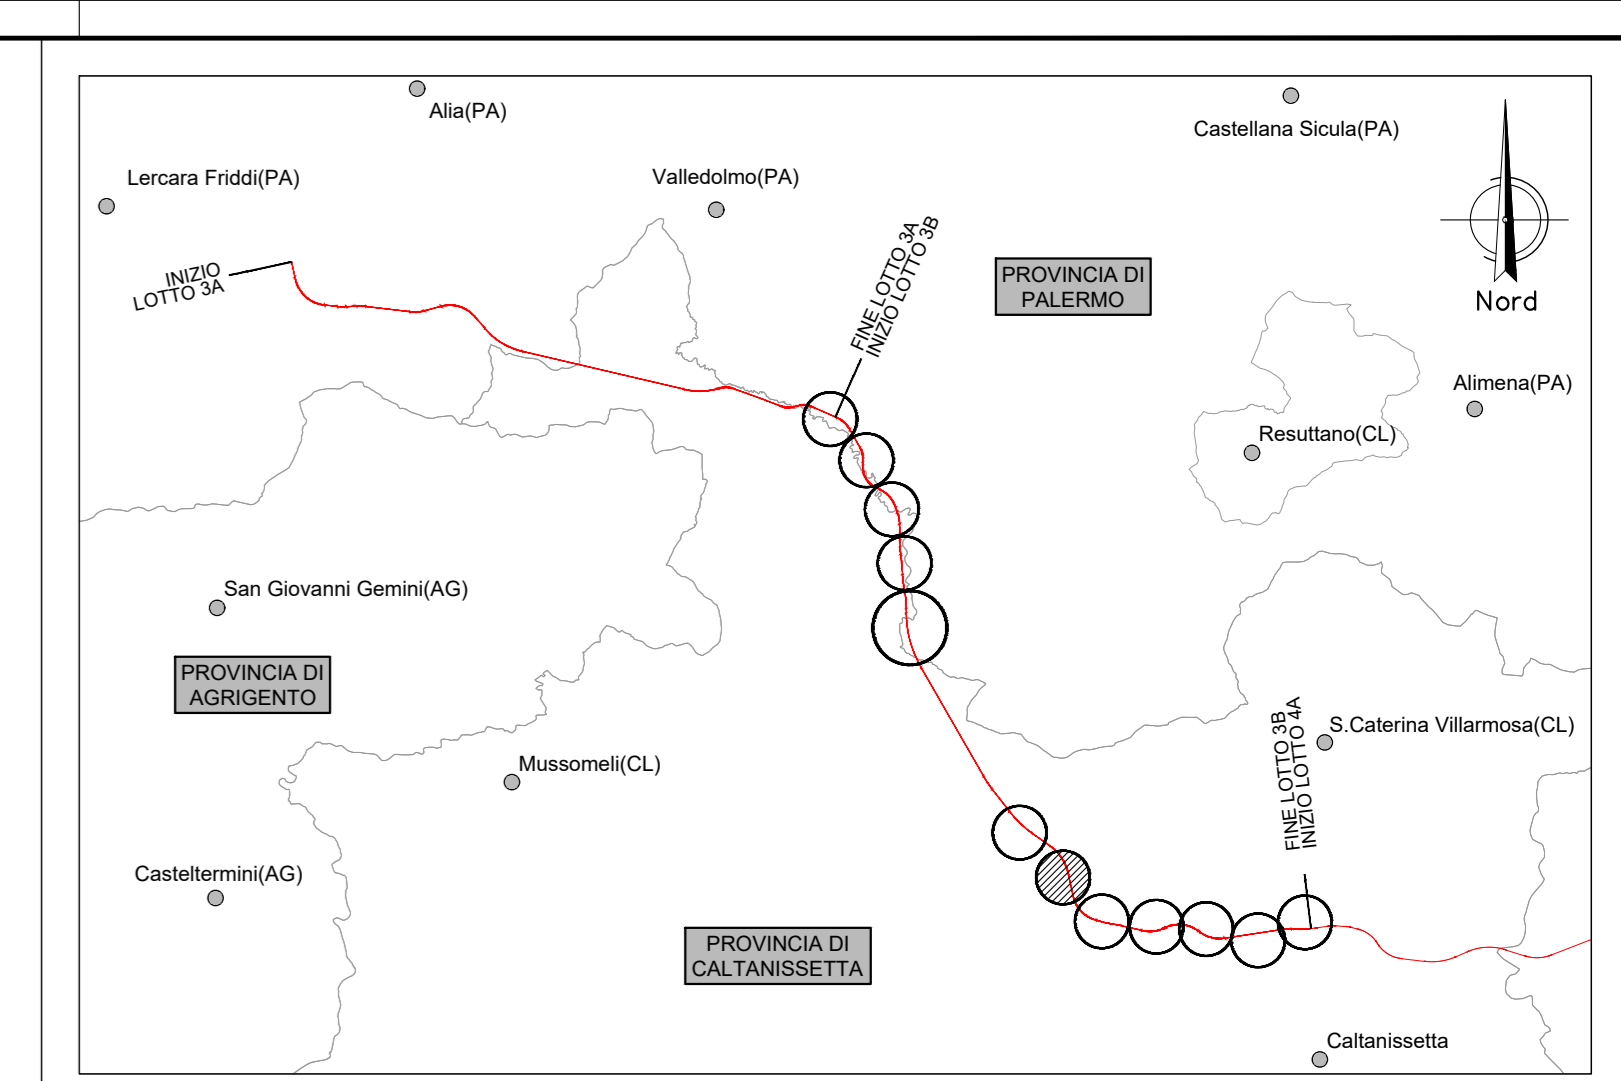 Alia(PA)
Castellana Sicula(PA)
Lercara Friddi(PA)
Valledolmo(PA)
INIZIO
LOTTO 3A
FINE LOTTO 3A
INIZIO LOTTO 3B
PROVINCIA DI
PALERMO
Nord
Alimena(PA)
Resuttano(CL)
San Giovanni Gemini(AG)
PROVINCIA DI
AGRIGENTO
S.Caterina Villarmosa(CL)
FINE LOTTO 3B
INIZIO LOTTO 4A
Mussomeli(CL)
Casteltermini(AG)
PROVINCIA DI
CALTANISSETTA
Caltanissetta